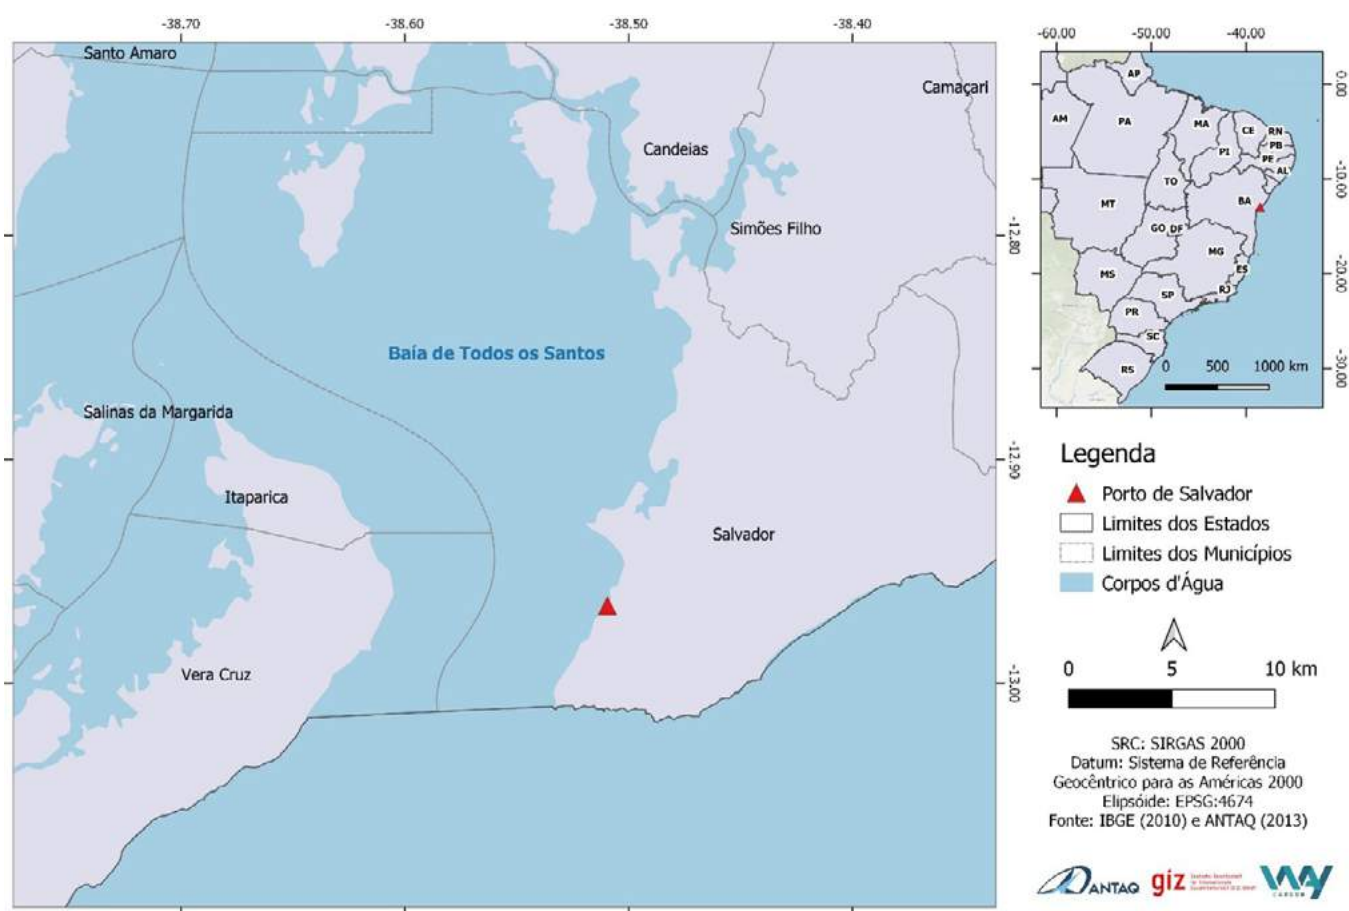 -38.70
-38.60
-38.50
-38.40
Santo Amaro
Camaçari
Candeias
Simões Filho
-12.80
Baía de Todos os Santos
Salinas da Margarida
-12.90
Itaparica
Salvador
Vera Cruz
-13.00
-60.00
-50.00
-40.00
0.00
-10.00
-20.00
-30.00
AP
AM
PA
MA
CE
RN
PB
PI
PE
AL
TO
BA
MT
GO
DF
MG
MS
ES
SP
RJ
PR
SC
RS
0 500 1000 km
Legenda
Porto de Salvador
Limites dos Estados
Limites dos Municípios
Corpos d'Água
0 5 10 km
SRC: SIRGAS 2000
Datum: Sistema de Referência
Geocêntrico para as Américas 2000
Elipsóide: EPSG:4674
Fonte: IBGE (2010) e ANTAQ (2013)
ANTAQ
giz
WAY
CARBON